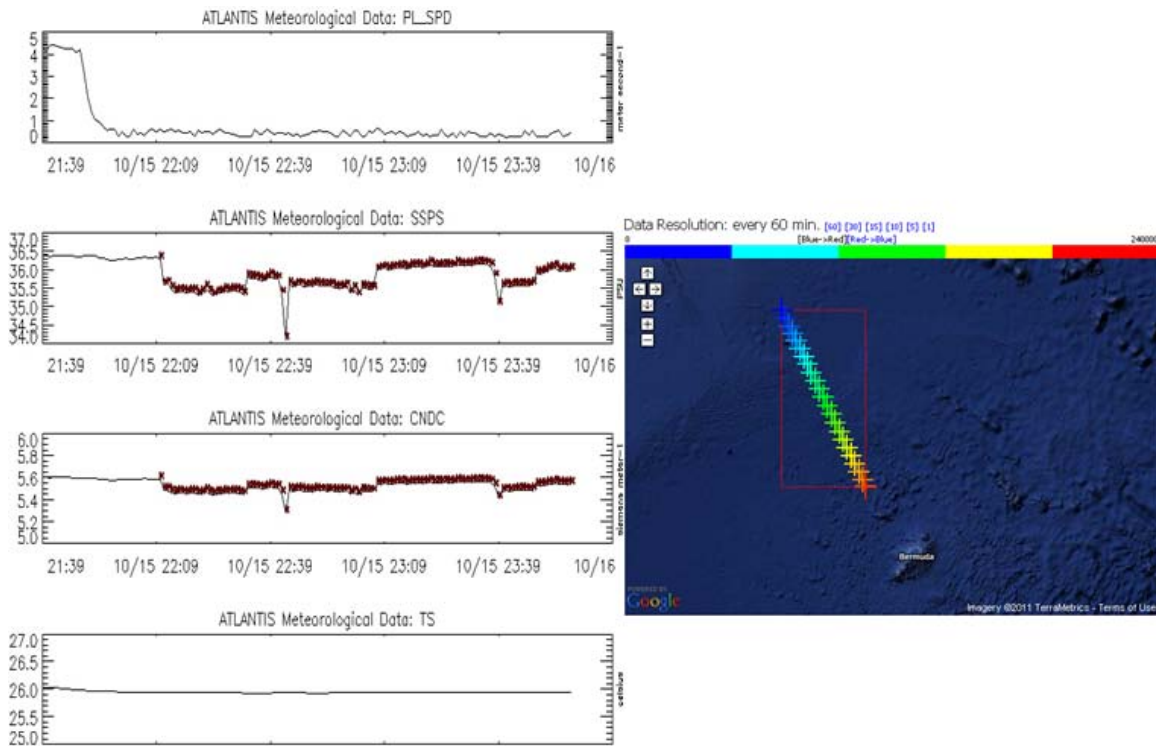 ATLANTIS Meteorological Data: PL_SPD
5
4
3
2
1
0
meter second-1
21:39 10/15 22:09 10/15 22:39 10/15 23:09 10/15 23:39 10/16
ATLANTIS Meteorological Data: SSPS
37.0
36.5
36.0
35.5
35.0
34.5
34.0
PSU
21:39 10/15 22:09 10/15 22:39 10/15 23:09 10/15 23:39 10/16
ATLANTIS Meteorological Data: CNDC
6.0
5.8
5.6
5.4
5.2
5.0
siemens meter-1
21:39 10/15 22:09 10/15 22:39 10/15 23:09 10/15 23:39 10/16
ATLANTIS Meteorological Data: TS
27.0
26.5
26.0
25.5
25.0
celsius
Data Resolution: every 60 min. [60] [30] [15] [10] [5] [1]
[Blue->Red][Red->Blue]
0 240000
Bermuda
POWERED BY
Google
Imagery ©2011 TerraMetrics - Terms of Use